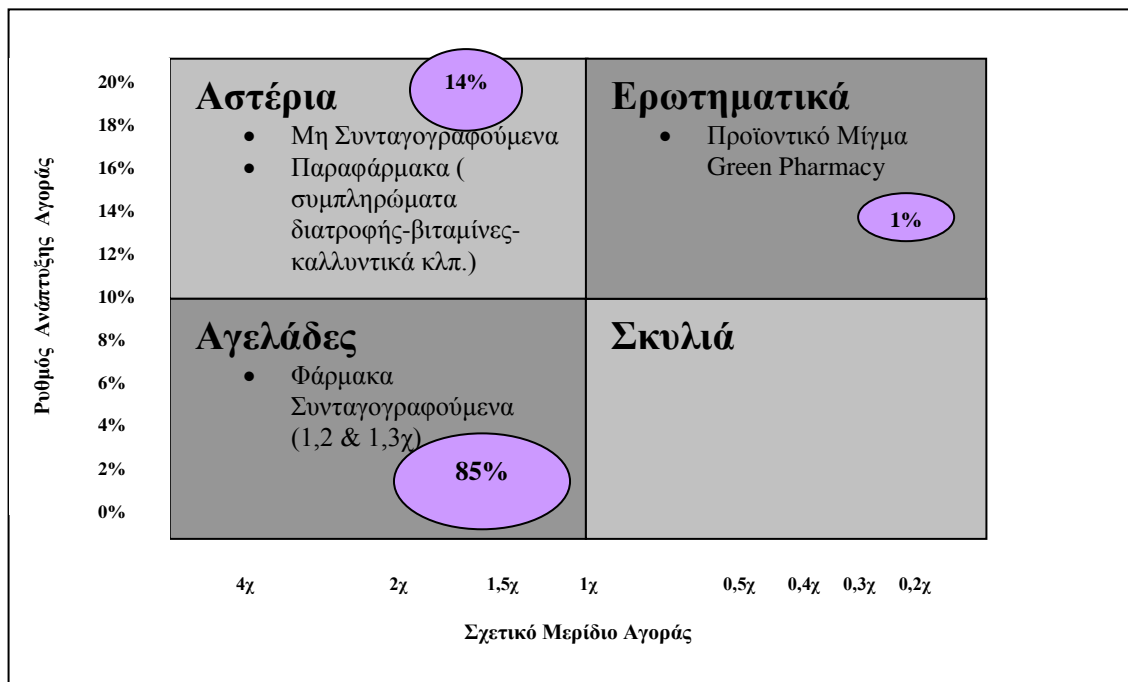 Ρυθμός Ανάπτυξης Αγοράς
20%
18%
16%
14%
12%
10%
8%
6%
4%
2%
0%
Αστέρια
14%
• Μη Συνταγογραφούμενα
• Παραφάρμακα (
συμπληρώματα
διατροφής-βιταμίνες-
καλλυντικά κλπ.)
Ερωτηματικά
• Προϊοντικό Μίγμα
Green Pharmacy
1%
Αγελάδες
• Φάρμακα
Συνταγογραφούμενα
(1,2 & 1,3χ)
85%
Σκυλιά
4χ 2χ 1,5χ 1χ 0,5χ 0,4χ 0,3χ 0,2χ
Σχετικό Μερίδιο Αγοράς